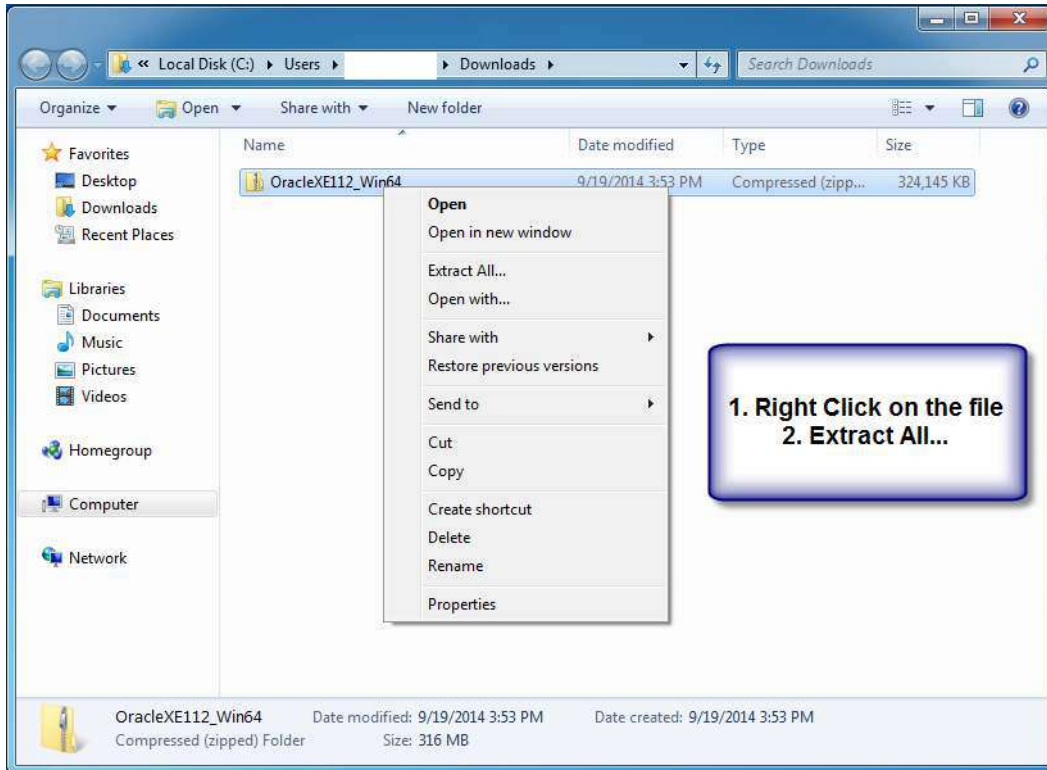 « Local Disk (C:) ▸ Users ▸ ▸ Downloads ▸
Search Downloads
Organize Open Share with New folder
Favorites
Desktop
Downloads
Recent Places
Libraries
Documents
Music
Pictures
Videos
Homegroup
Computer
Network
Name Date modified Type Size
OracleXE112_Win64 9/19/2014 3:53 PM Compressed (zipp... 324,145 KB
Open
Open in new window
Extract All...
Open with...
Share with
Restore previous versions
Send to
Cut
Copy
Create shortcut
Delete
Rename
Properties
1. Right Click on the file
2. Extract All...
OracleXE112_Win64 Date modified: 9/19/2014 3:53 PM Date created: 9/19/2014 3:53 PM
Compressed (zipped) Folder Size: 316 MB